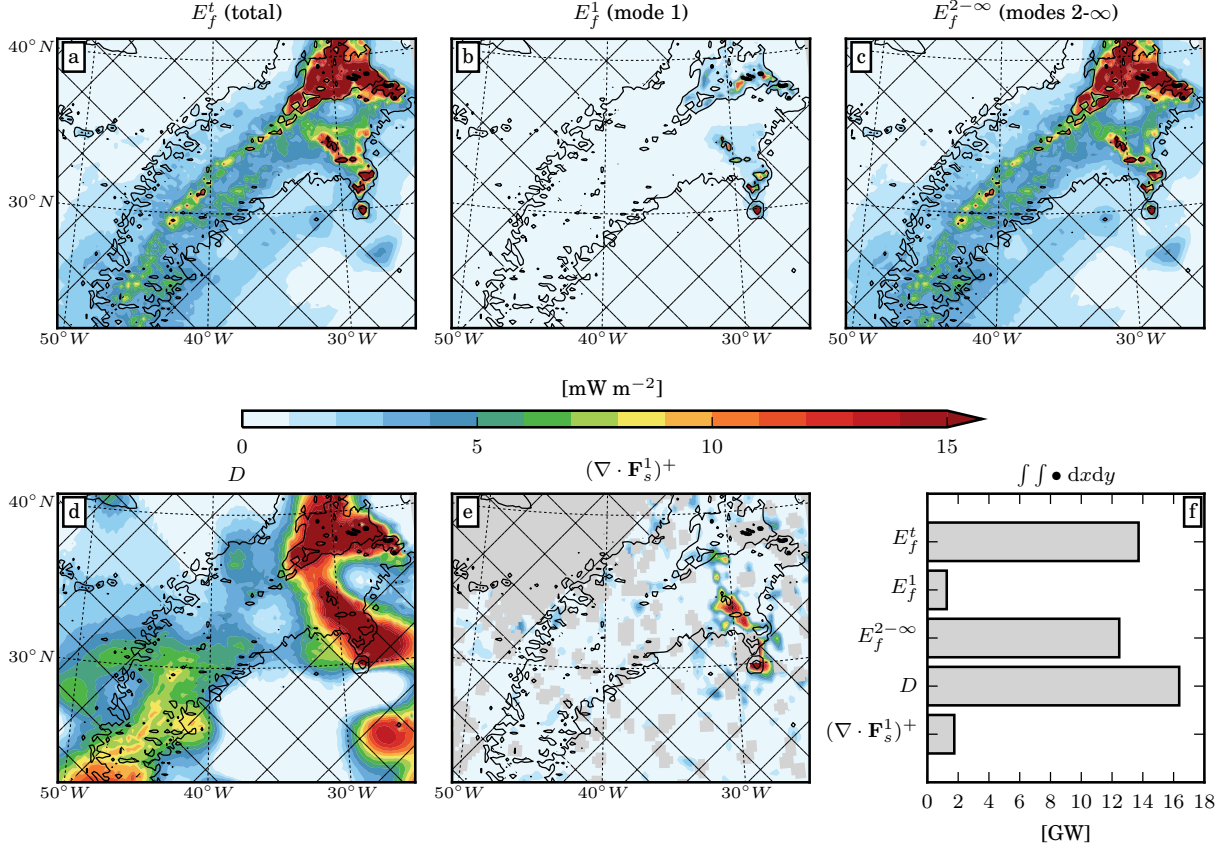 E_f^t (total)
E_f^1 (mode 1)
E_f^{2−∞} (modes 2-∞)
a
b
c
40°N
30°N
50°W
40°W
30°W
50°W
40°W
30°W
50°W
40°W
30°W
[mW m^{−2}]
0
5
10
15
D
(∇ · F_s^1)^+
∫ ∫ • dxdy
d
e
f
40°N
30°N
50°W
40°W
30°W
50°W
40°W
30°W
E_f^t
E_f^1
E_f^{2−∞}
D
(∇ · F_s^1)^+
0 2 4 6 8 10 12 14 16 18
[GW]